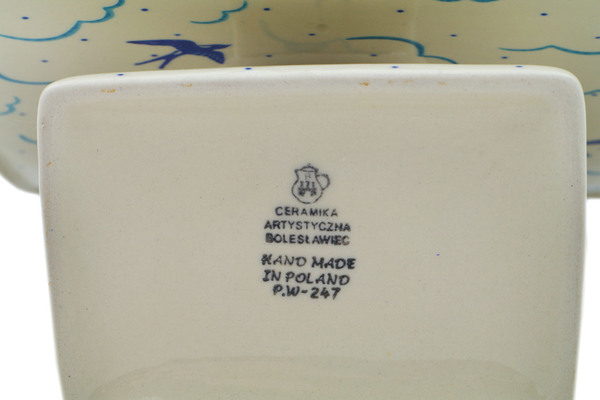 CERAMIKA
ARTYSTYCZNA
BOLESŁAWIEC
HAND MADE
IN POLAND
P.W-247